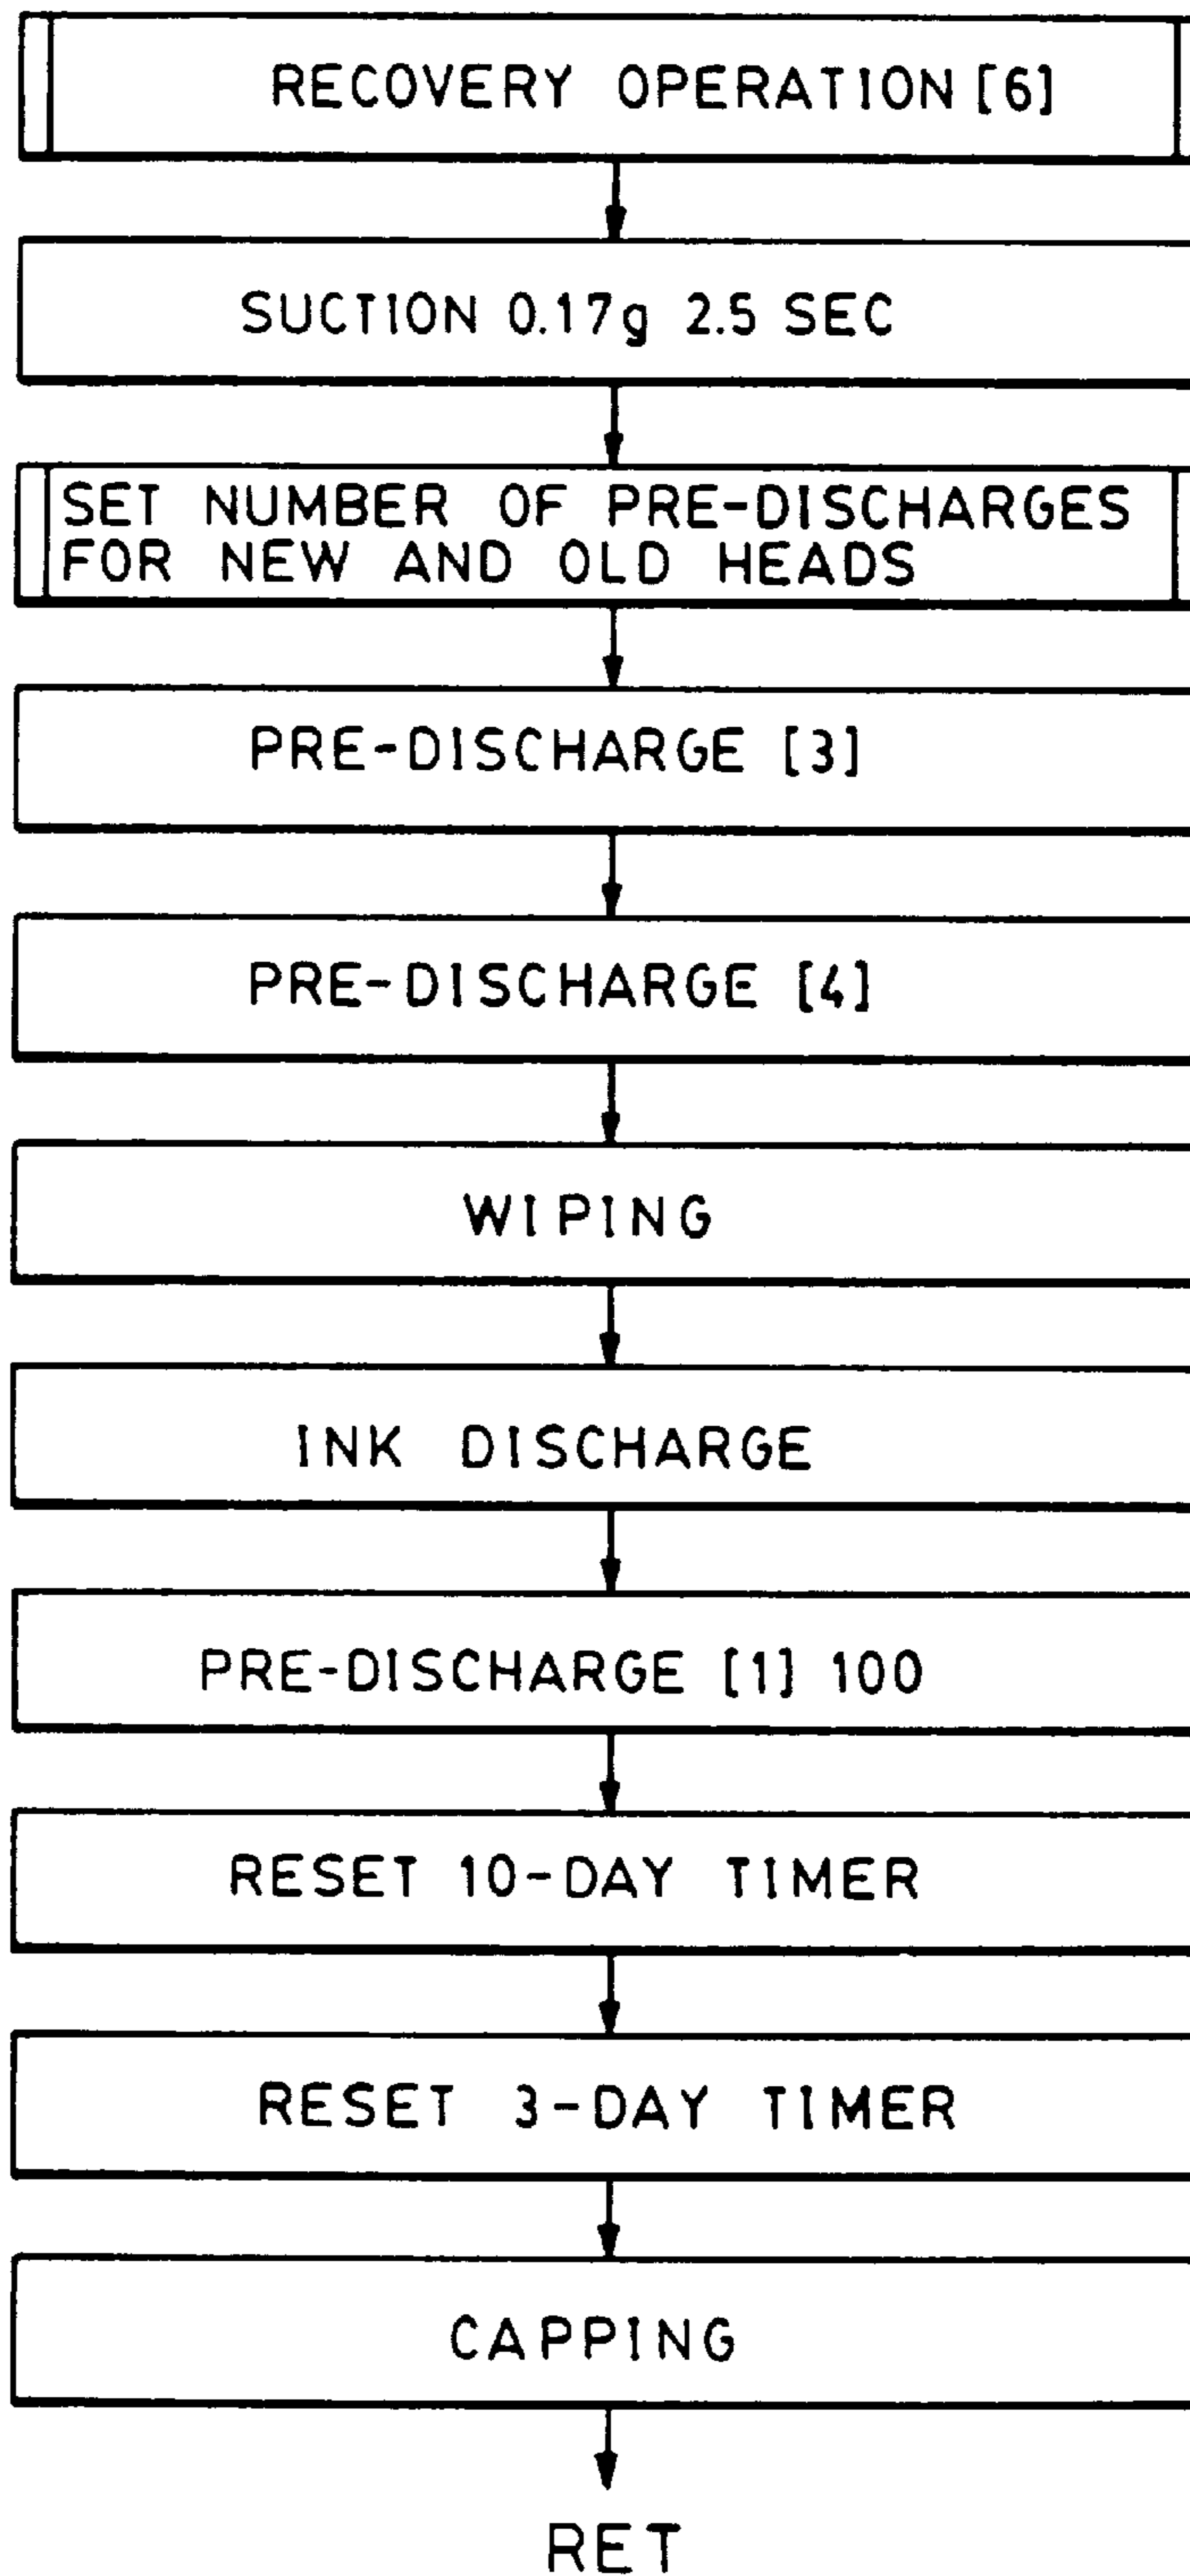 RECOVERY OPERATION [6]
SUCTION 0.17g 2.5 SEC
SET NUMBER OF PRE-DISCHARGES
FOR NEW AND OLD HEADS
PRE-DISCHARGE [3]
PRE-DISCHARGE [4]
WIPING
INK DISCHARGE
PRE-DISCHARGE [1] 100
RESET 10-DAY TIMER
RESET 3-DAY TIMER
CAPPING
RET